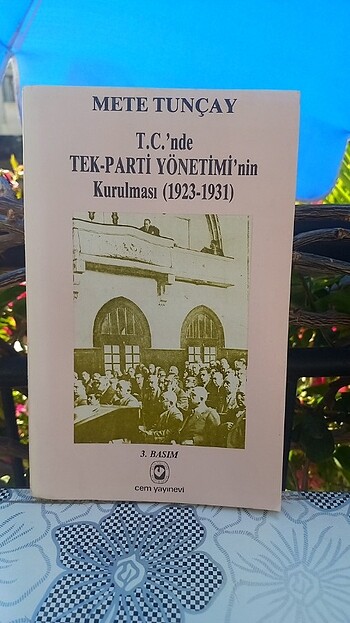 METE TUNÇAY
T.C.'nde
TEK-PARTİ YÖNETİMİ'nin
Kurulması (1923-1931)
3. BASIM
cem yayınevi